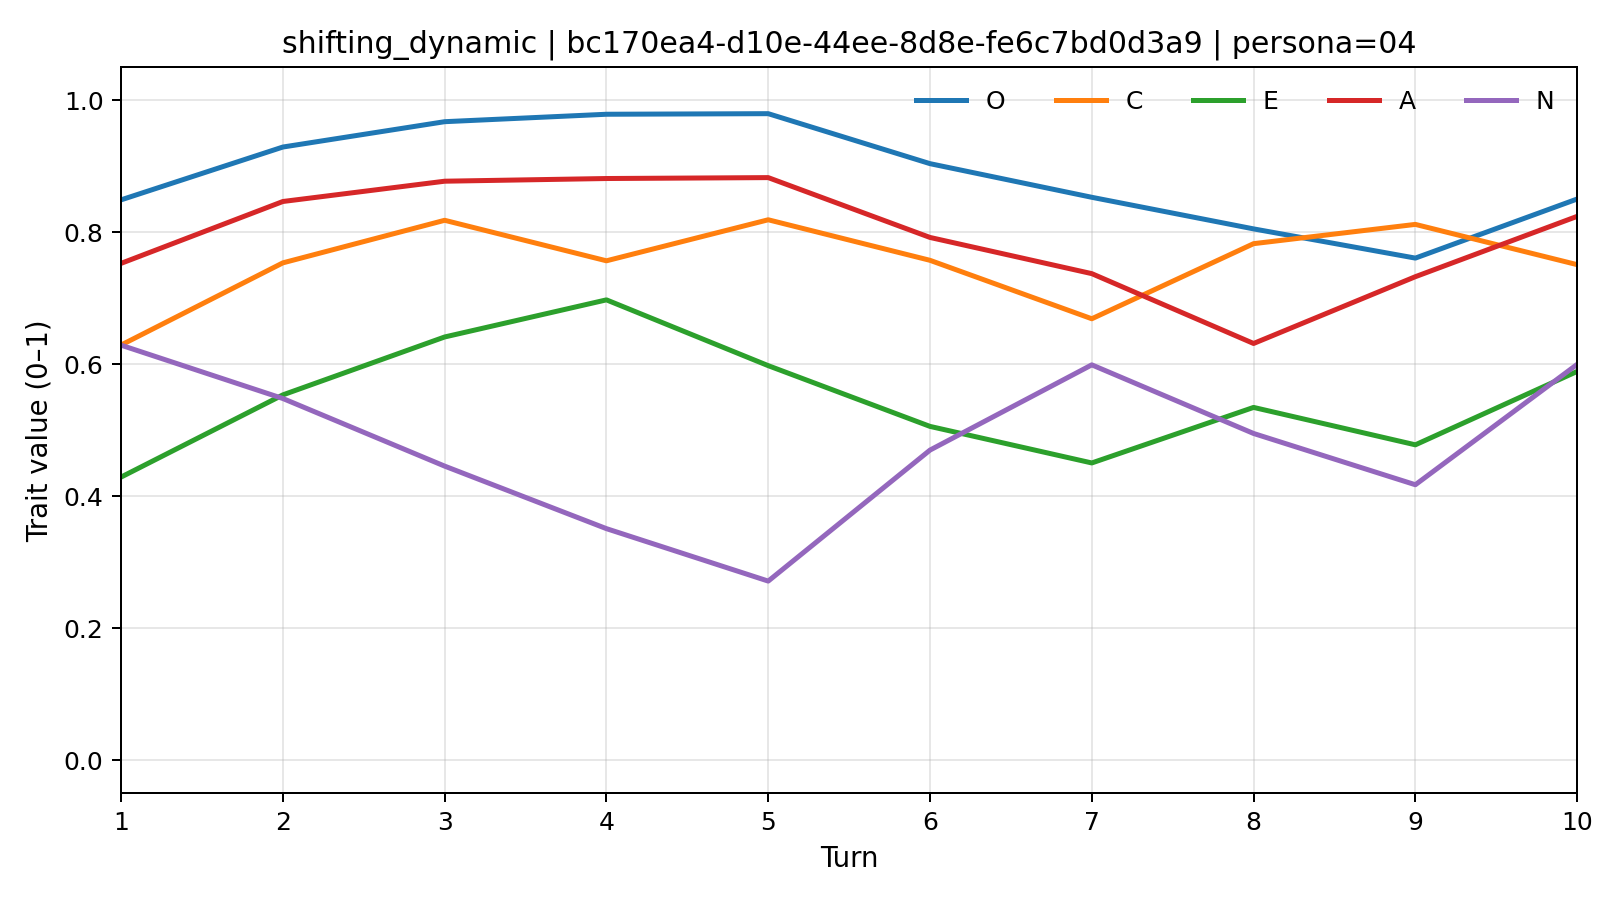 shifting_dynamic | bc170ea4-d10e-44ee-8d8e-fe6c7bd0d3a9 | persona=04
O C E A N
1.0
0.8
0.6
0.4
0.2
0.0
Trait value (0–1)
1 2 3 4 5 6 7 8 9 10
Turn